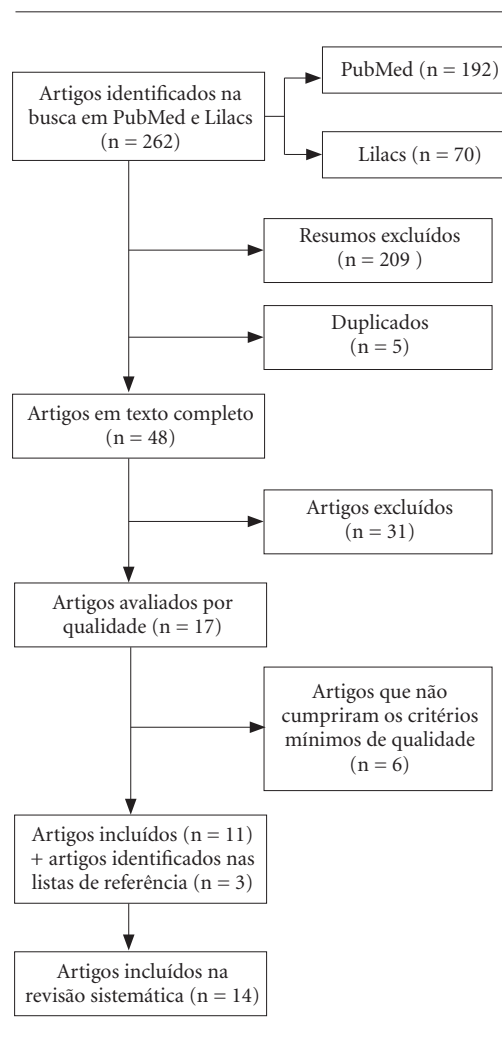 Artigos identificados na
busca em PubMed e Lilacs
(n = 262)
PubMed (n = 192)
Lilacs (n = 70)
Resumos excluídos
(n = 209 )
Duplicados
(n = 5)
Artigos em texto completo
(n = 48)
Artigos excluídos
(n = 31)
Artigos avaliados por
qualidade (n = 17)
Artigos que não
cumpriram os critérios
mínimos de qualidade
(n = 6)
Artigos incluídos (n = 11)
+ artigos identificados nas
listas de referência (n = 3)
Artigos incluídos na
revisão sistemática (n = 14)